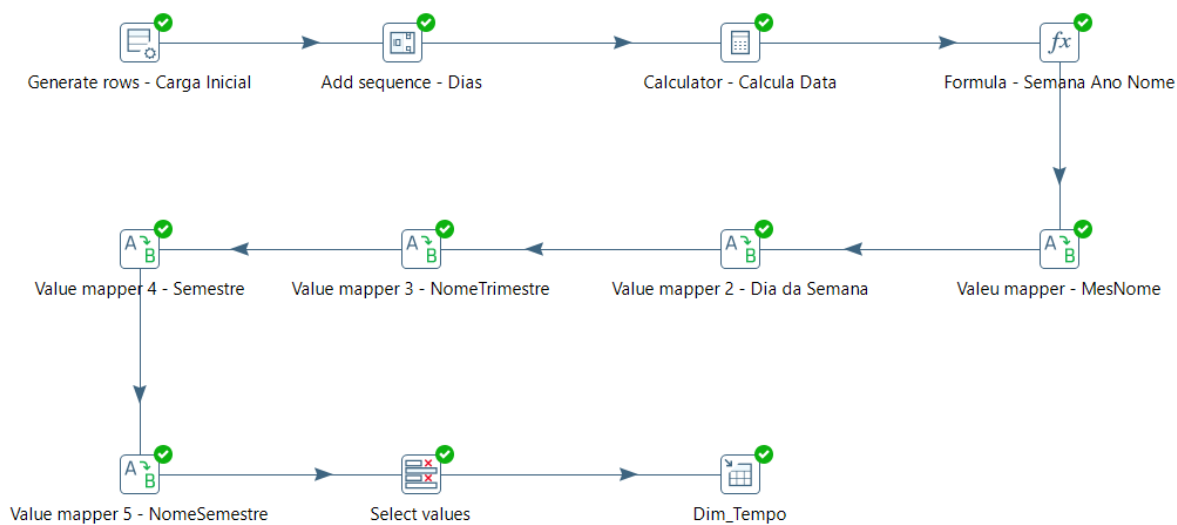 Generate rows - Carga Inicial
Add sequence - Dias
Calculator - Calcula Data
fx
Formula - Semana Ano Nome
A B
Value mapper 4 - Semestre
A B
Value mapper 3 - NomeTrimestre
A B
Value mapper 2 - Dia da Semana
A B
Valeu mapper - MesNome
A B
Value mapper 5 - NomeSemestre
Select values
Dim_Tempo